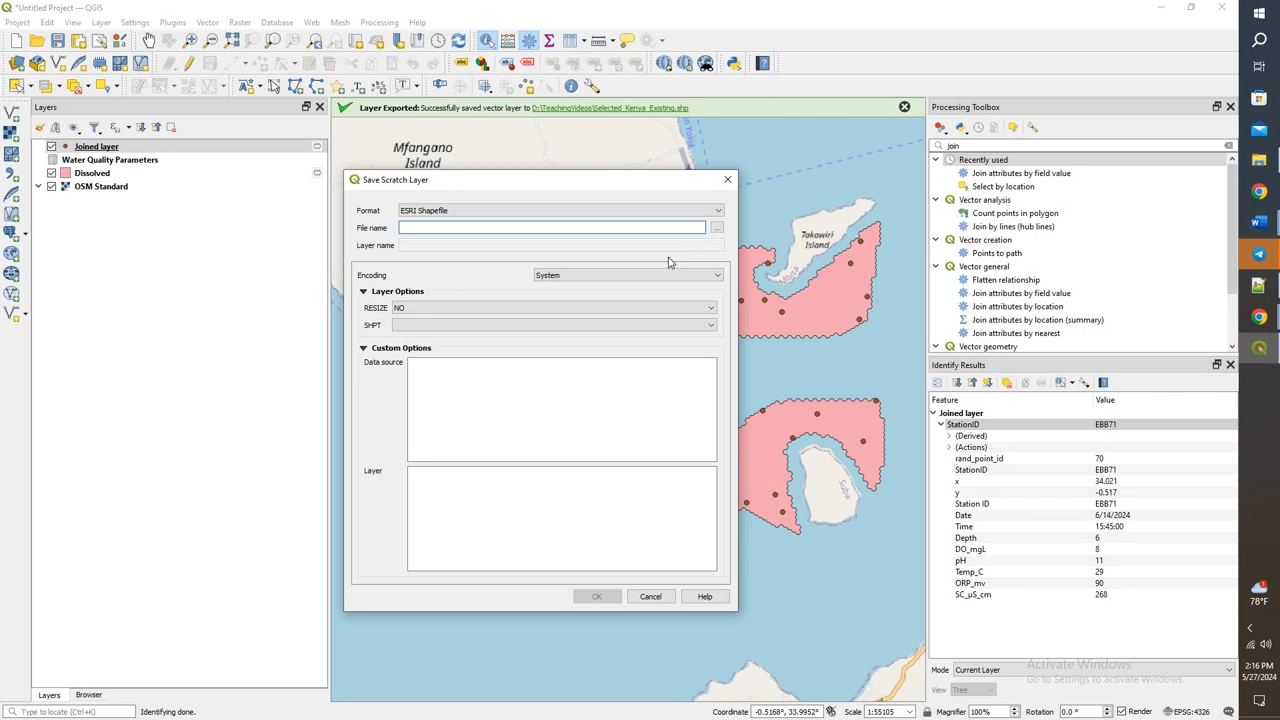 *Untitled Project — QGIS
Project Edit View Layer Settings Plugins Vector Raster Database Web Mesh Processing Help
Layers
Joined layer
Water Quality Parameters
Dissolved
OSM Standard
Layers Browser
Layer Exported: Successfully saved vector layer to D:\TeachingVideos\Selected_Kenya_Existing.shp
Mfangano
Island
Takawiri
Island
Suba
Save Scratch Layer
Format ESRI Shapefile
File name ...
Layer name
Encoding System
Layer Options
RESIZE NO
SHPT
Custom Options
Data source
Layer
OK Cancel Help
Processing Toolbox
join
Recently used
Join attributes by field value
Select by location
Vector analysis
Count points in polygon
Join by lines (hub lines)
Vector creation
Points to path
Vector general
Flatten relationship
Join attributes by field value
Join attributes by location
Join attributes by location (summary)
Join attributes by nearest
Vector geometry
Identify Results
Feature Value
Joined layer
StationID EBB71
(Derived)
(Actions)
rand_point_id 70
StationID EBB71
x 34.021
y -0.517
Station ID EBB71
Date 6/14/2024
Time 15:45:00
Depth 6
DO_mgL 8
pH 11
Temp_C 29
ORP_mv 90
SC_µS_cm 268
Mode Current Layer
View Tree
Activate Windows
Go to Settings to activate Windows.
78°F
2:16 PM
5/27/2024
Type to locate (Ctrl+K) Identifying done. Coordinate -0.5168°, 33.9952° Scale 1:55105 Magnifier 100% Rotation 0.0 ° Render EPSG:4326